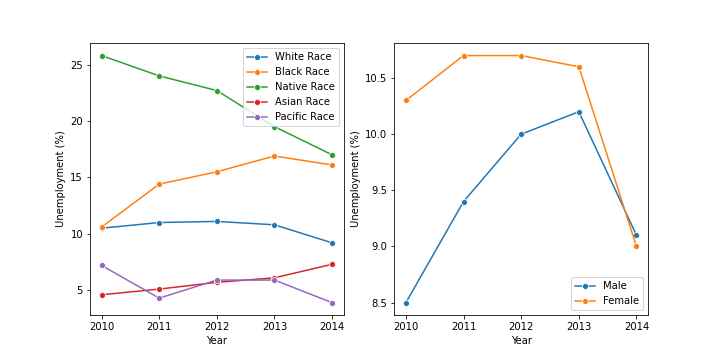 Unemployment (%)
25
20
15
10
5
2010 2011 2012 2013 2014
Year
White Race
Black Race
Native Race
Asian Race
Pacific Race
Unemployment (%)
10.5
10.0
9.5
9.0
8.5
2010 2011 2012 2013 2014
Year
Male
Female